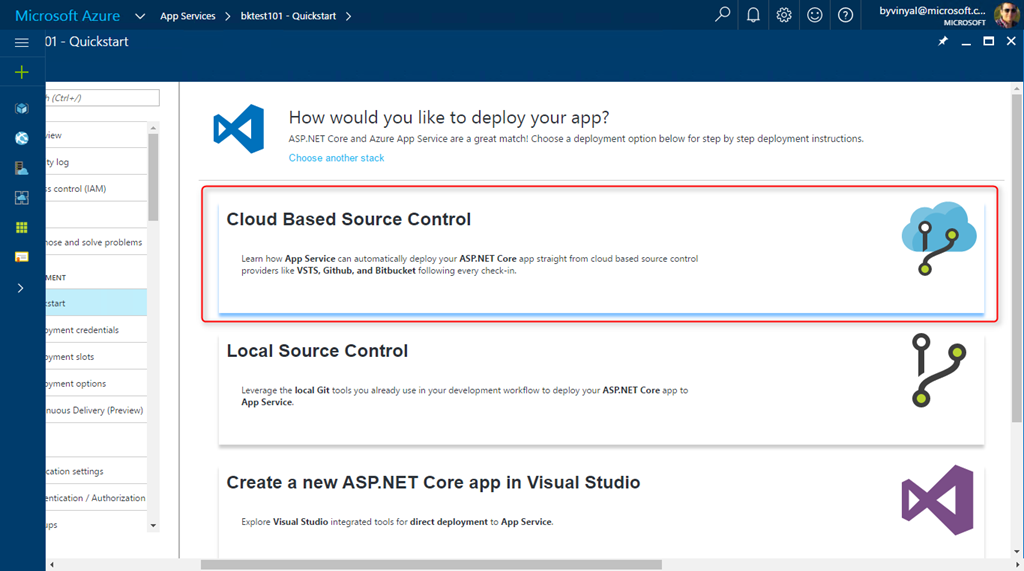 Microsoft Azure App Services bktest101 - Quickstart
byvinyal@microsoft.c...
MICROSOFT
01 - Quickstart
h (Ctrl+/)
view
ty log
ss control (IAM)
nose and solve problems
MENT
kstart
oyment credentials
oyment slots
oyment options
nuous Delivery (Preview)
cation settings
entication / Authorization
ups
How would you like to deploy your app?
ASP.NET Core and Azure App Service are a great match! Choose a deployment option below for step by step deployment instructions.
Choose another stack
Cloud Based Source Control
Learn how App Service can automatically deploy your ASP.NET Core app straight from cloud based source control
providers like VSTS, Github, and Bitbucket following every check-in.
Local Source Control
Leverage the local Git tools you already use in your development workflow to deploy your ASP.NET Core app to
App Service.
Create a new ASP.NET Core app in Visual Studio
Explore Visual Studio integrated tools for direct deployment to App Service.